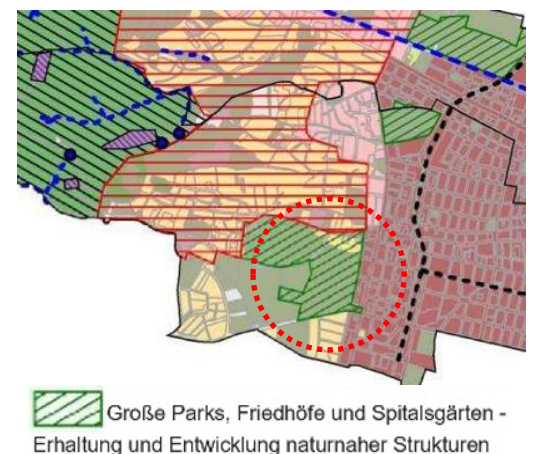 Große Parks, Friedhöfe und Spitalsgärten -
Erhaltung und Entwicklung naturnaher Strukturen